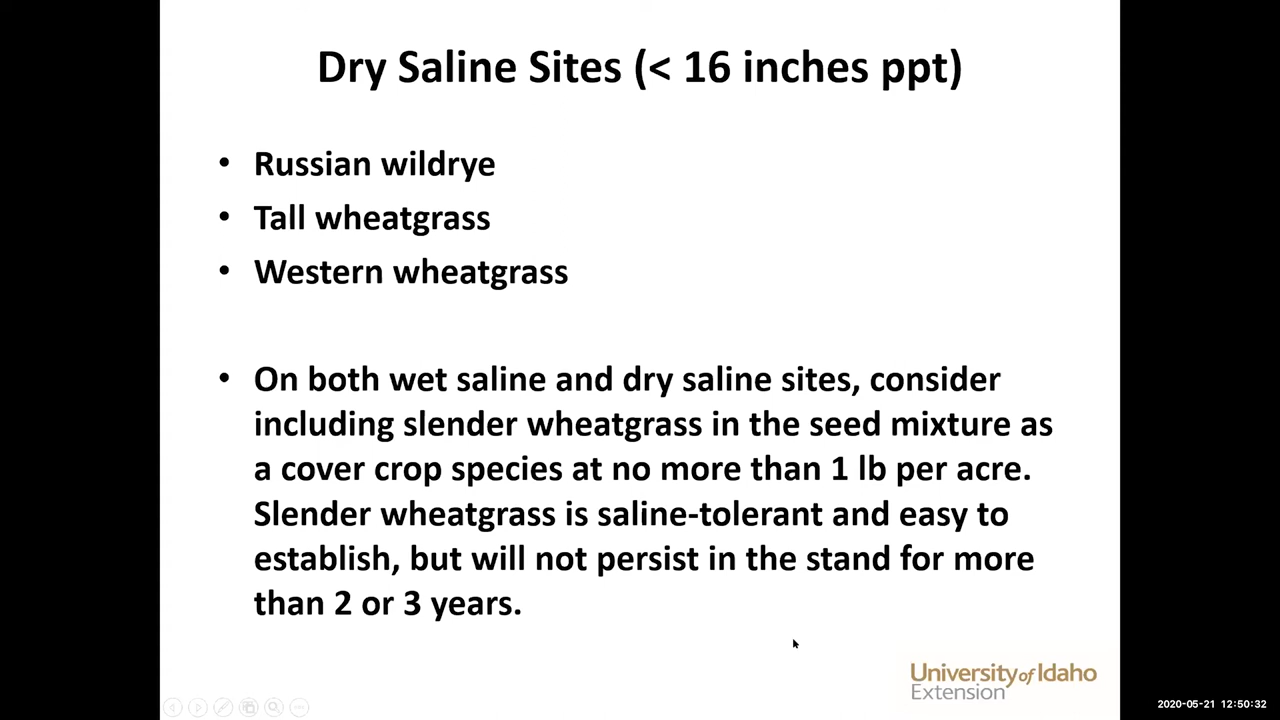 Dry Saline Sites (< 16 inches ppt)
• Russian wildrye
• Tall wheatgrass
• Western wheatgrass
• On both wet saline and dry saline sites, consider
including slender wheatgrass in the seed mixture as
a cover crop species at no more than 1 lb per acre.
Slender wheatgrass is saline-tolerant and easy to
establish, but will not persist in the stand for more
than 2 or 3 years.
University of Idaho
Extension
2020-05-21 12:50:32